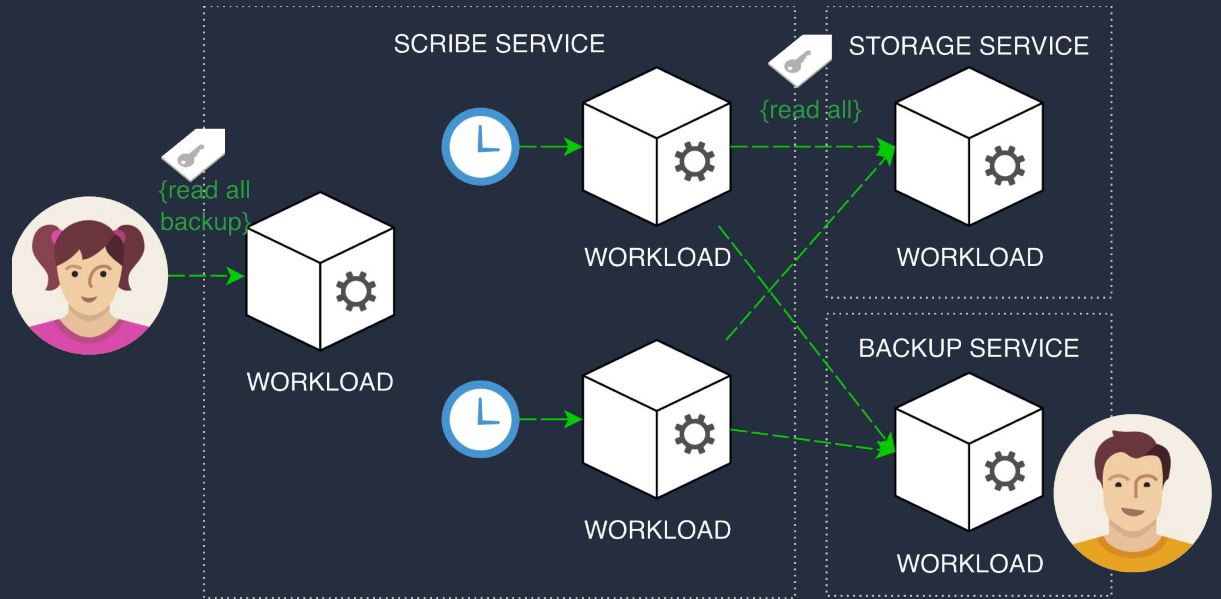 SCRIBE SERVICE
STORAGE SERVICE
{read all}
{read all
backup}
WORKLOAD
WORKLOAD
BACKUP SERVICE
WORKLOAD
WORKLOAD
WORKLOAD